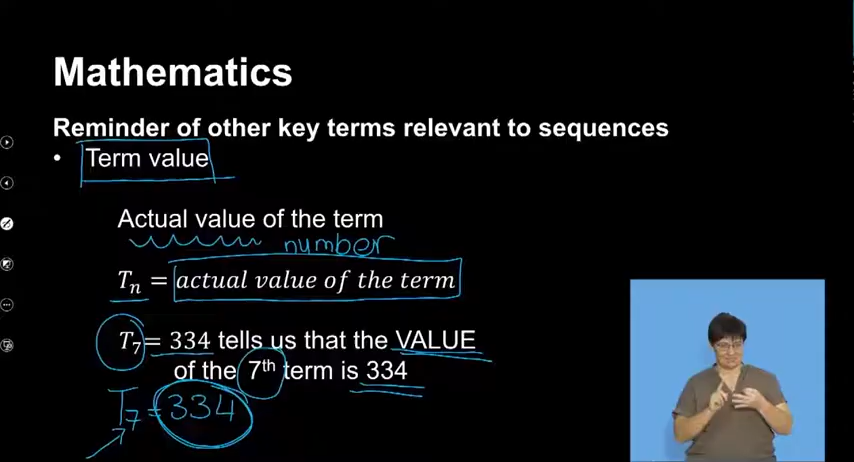 Mathematics
Reminder of other key terms relevant to sequences
• Term value
Actual value of the term
number
Tₙ = actual value of the term
T₇ = 334 tells us that the VALUE
of the 7ᵗʰ term is 334
T₇ = 334